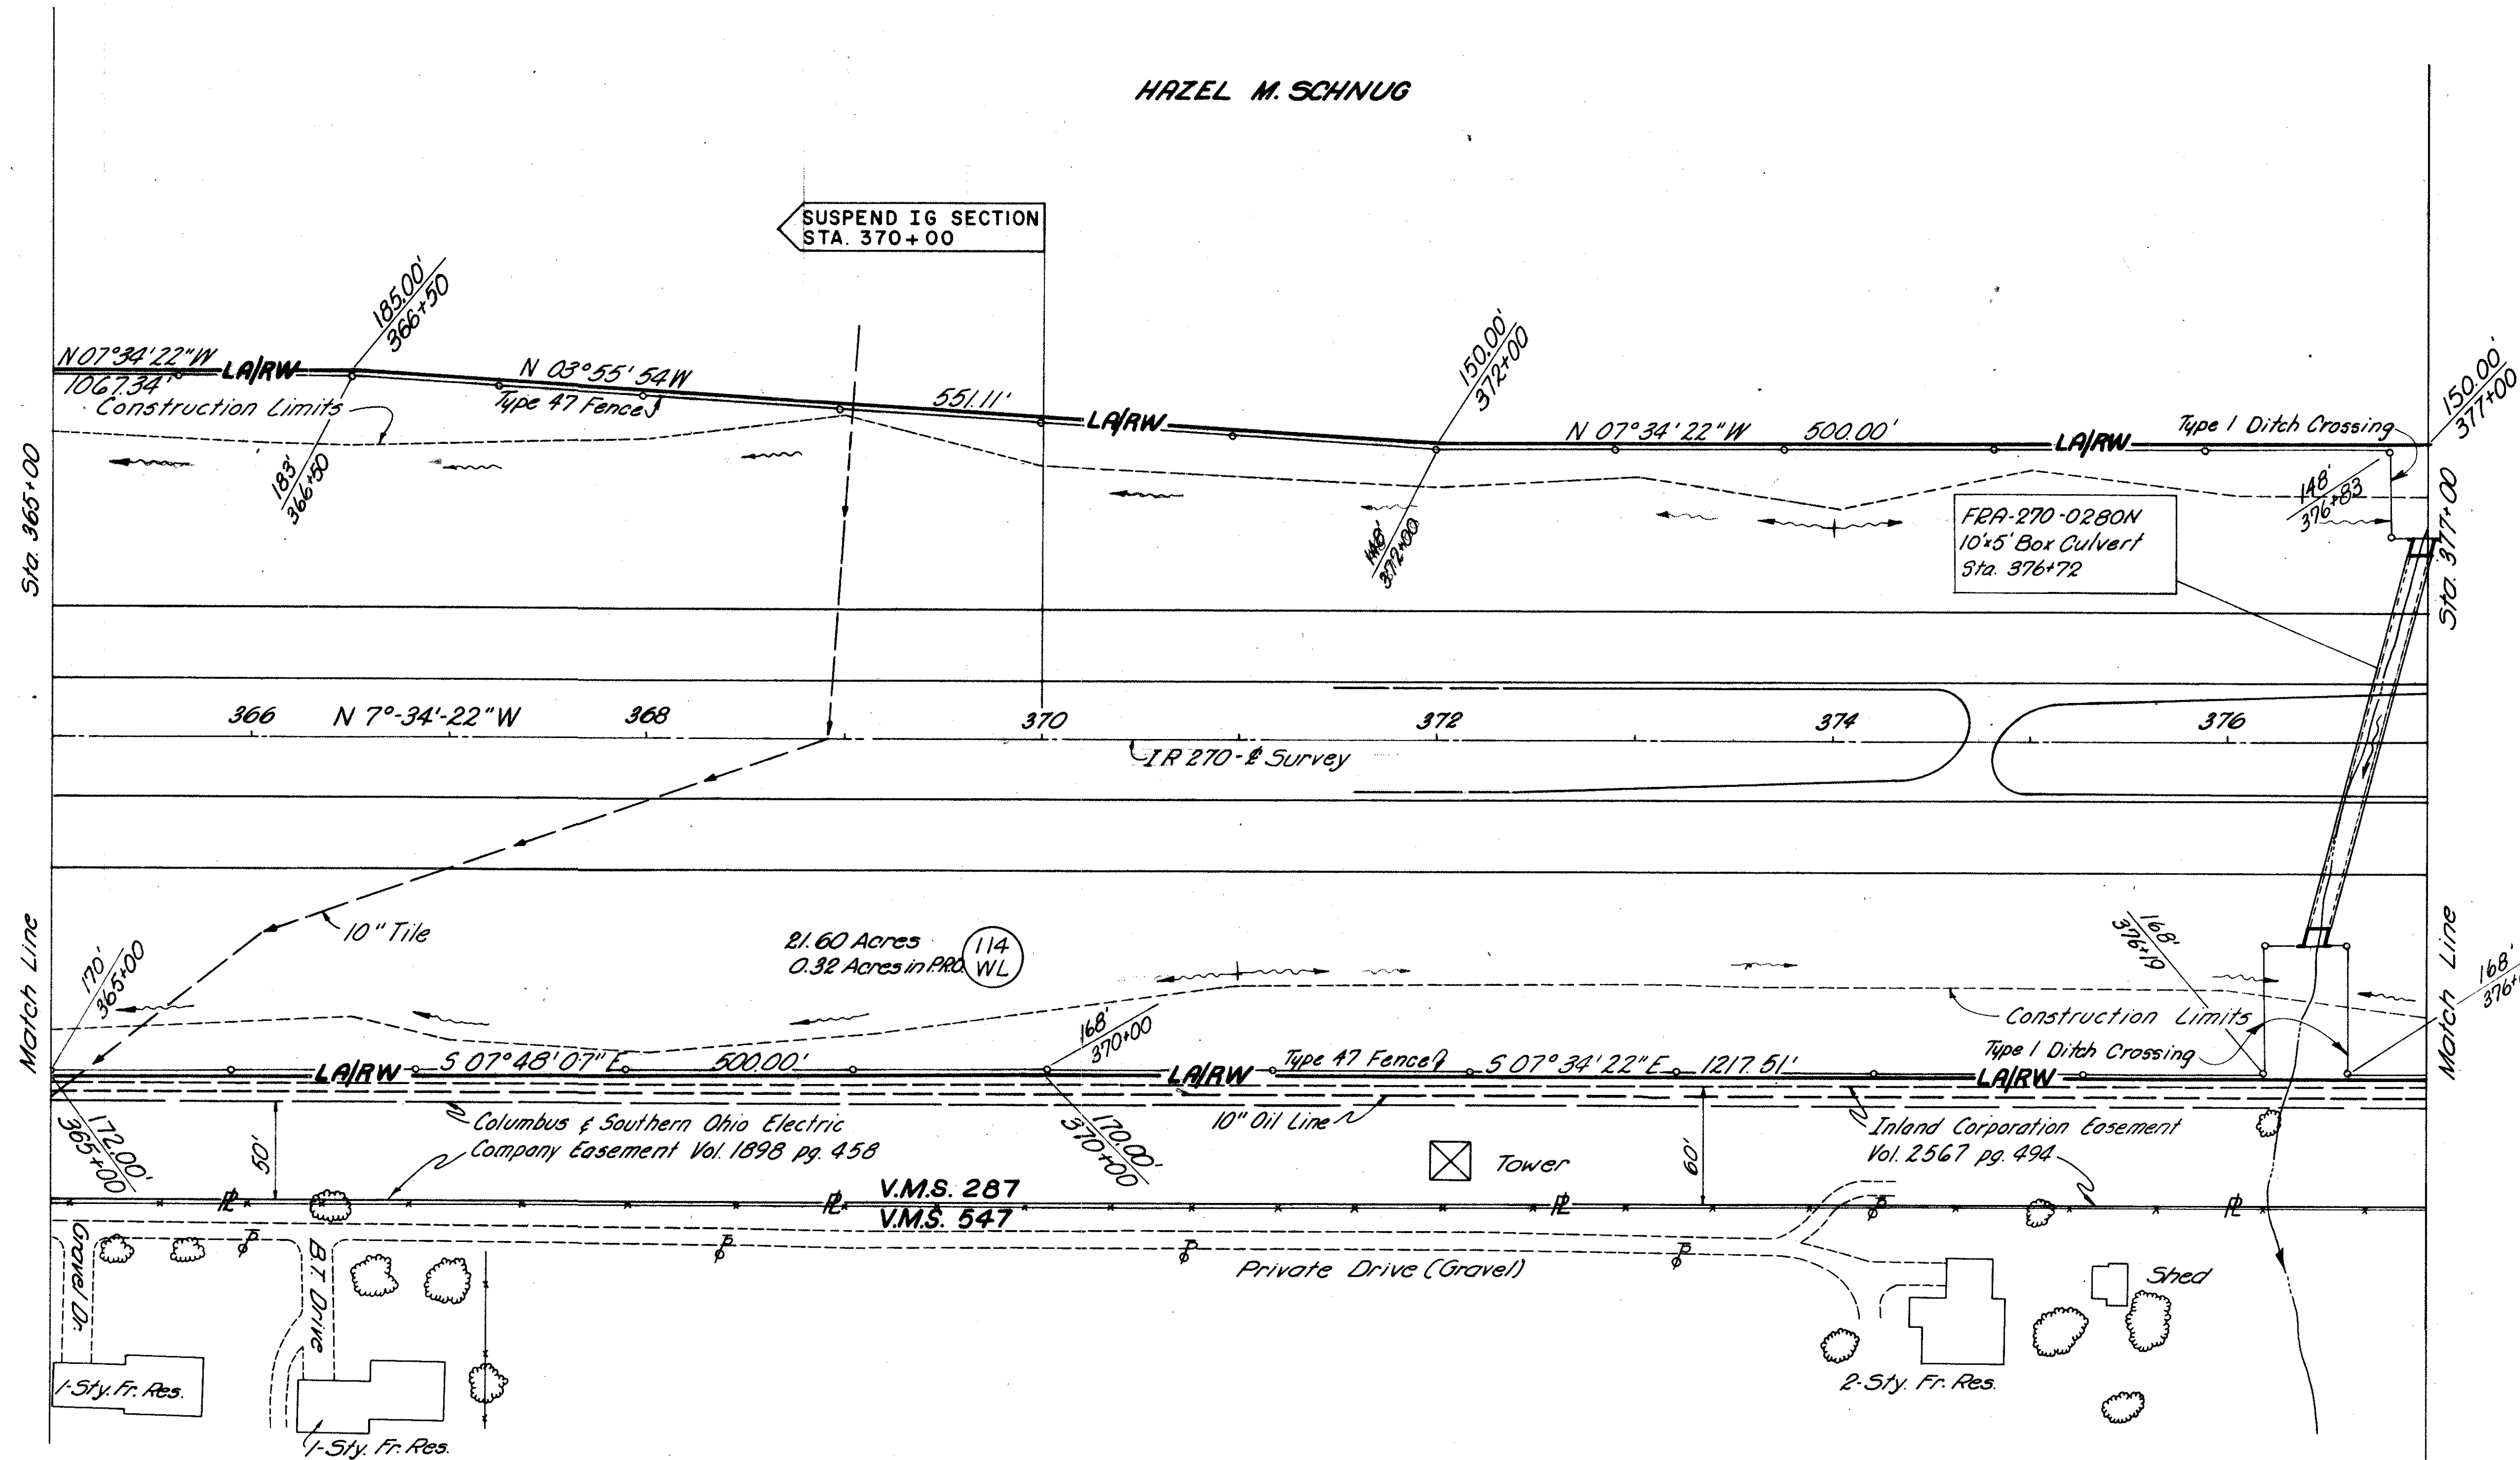 HAZEL M. SCHNUG
SUSPEND IG SECTION
STA. 370+00
185.00'
366+50
150.00'
372+00
150.00'
377+00
N 07°34'22"W
1067.34'
LA/RW
N 03°55'54W
Type 47 Fence
551.11'
LA/RW
N 07°34'22"W 500.00'
LA/RW
Type 1 Ditch Crossing
Construction Limits
183'
366+50
148'
372+00
148'
376+83
Sta. 365+00
Sta. 377+00
FRA-270-0280N
10'x5' Box Culvert
Sta. 376+72
366
N 7°-34'-22"W
368
370
372
374
376
IR 270-℄ Survey
10" Tile
21.60 Acres
0.32 Acres in P.R.O.
114
WL
Match Line
Match Line
170'
365+00
168'
370+00
168'
376+19
168'
Construction Limits
Type 1 Ditch Crossing
LA/RW
S 07°48'07"E
500.00'
LA/RW
Type 47 Fence
S 07°34'22"E 1217.51'
LA/RW
172.00'
365+00
50'
Columbus & Southern Ohio Electric
Company Easement Vol. 1898 pg. 458
170.00'
370+00
10" Oil Line
Tower
60'
Inland Corporation Easement
Vol. 2567 pg. 494
PL
PL
PL
PL
V.M.S. 287
V.M.S. 547
P
P
P
P
P
Gravel Dr.
B.T. Drive
Private Drive (Gravel)
Shed
1-Sty. Fr. Res.
1-Sty. Fr. Res.
2-Sty. Fr. Res.